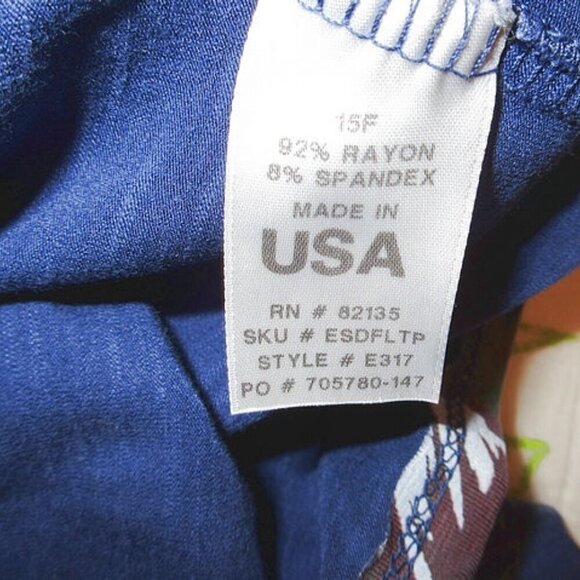 15F
92% RAYON
8% SPANDEX
MADE IN
USA
RN # 82135
SKU # ESDFLTP
STYLE # E317
PO # 705780-147